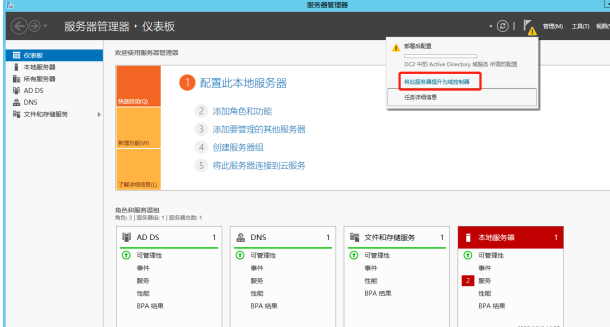 服务器管理器
服务器管理器 · 仪表板
管理(M) 工具(T)
仪表板
本地服务器
所有服务器
AD DS
DNS
文件和存储服务
欢迎使用服务器管理器
部署后配置
DC2 中的 Active Directory 域服务 所需的配置
将此服务器提升为域控制器
任务详细信息
快速启动(Q)
新增功能(W)
了解详细信息(L)
1 配置此本地服务器
2 添加角色和功能
3 添加要管理的其他服务器
4 创建服务器组
5 将此服务器连接到云服务
角色和服务器组
角色: 3 | 服务器组: 1 | 服务器总数: 1
AD DS 1
可管理性
事件
服务
性能
BPA 结果
DNS 1
可管理性
事件
服务
性能
BPA 结果
文件和存储服务 1
可管理性
事件
性能
BPA 结果
本地服务器 1
可管理性
事件
2 服务
性能
BPA 结果